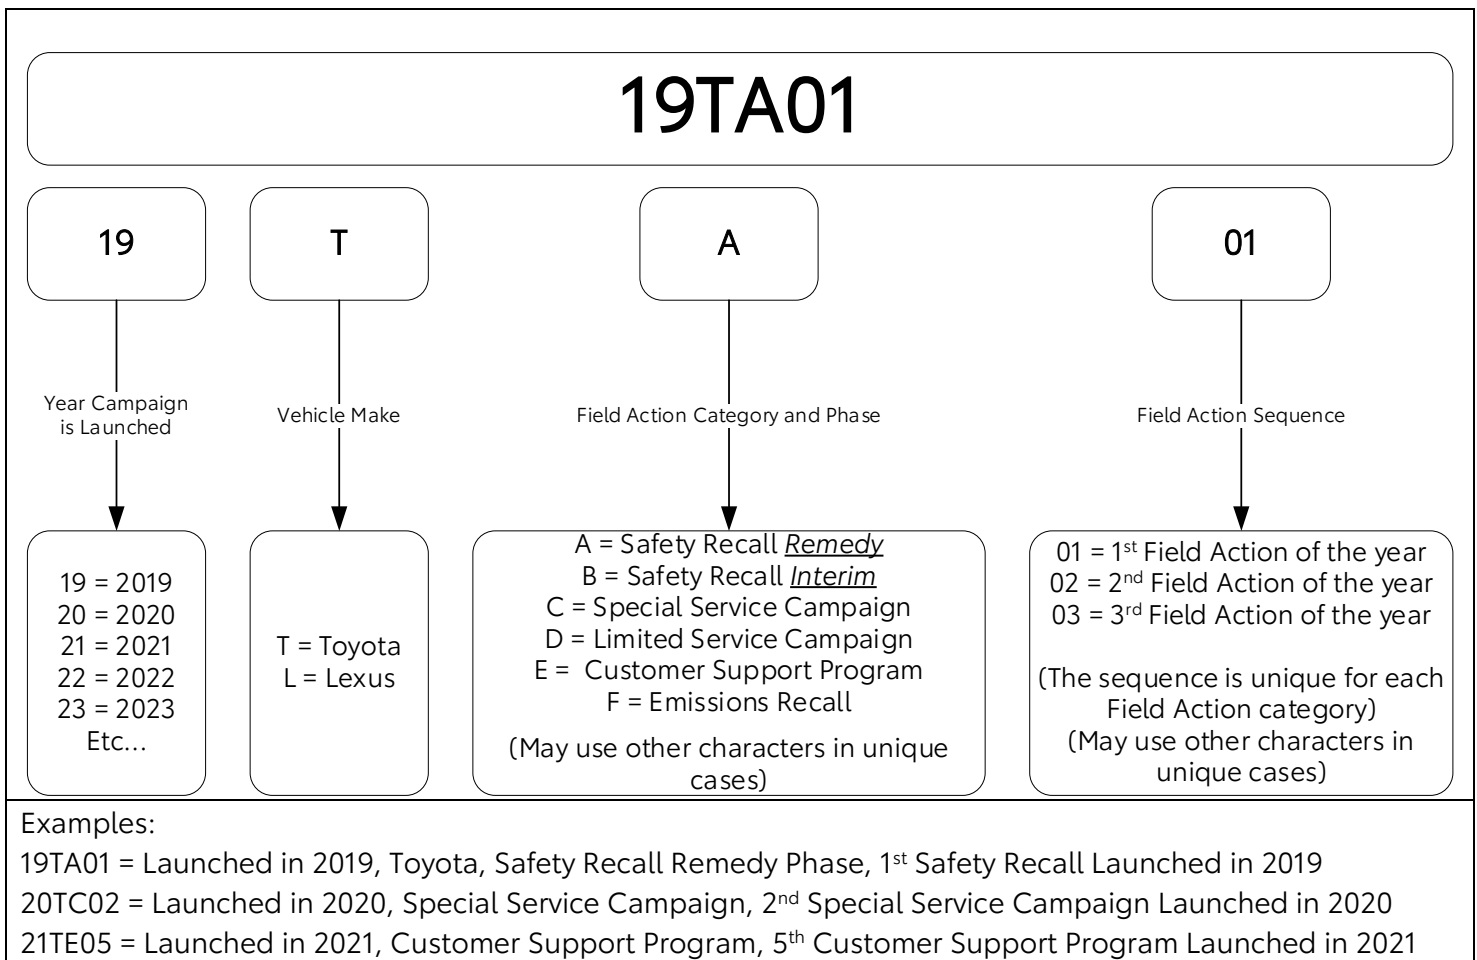 19TA01
19
T
A
01
Year Campaign
is Launched
Vehicle Make
Field Action Category and Phase
Field Action Sequence
19 = 2019
20 = 2020
21 = 2021
22 = 2022
23 = 2023
Etc...
T = Toyota
L = Lexus
A = Safety Recall Remedy
B = Safety Recall Interim
C = Special Service Campaign
D = Limited Service Campaign
E =  Customer Support Program
F = Emissions Recall
(May use other characters in unique
cases)
01 = 1st Field Action of the year
02 = 2nd Field Action of the year
03 = 3rd Field Action of the year
(The sequence is unique for each
Field Action category)
(May use other characters in
unique cases)
Examples:
19TA01 = Launched in 2019, Toyota, Safety Recall Remedy Phase, 1st Safety Recall Launched in 2019
20TC02 = Launched in 2020, Special Service Campaign, 2nd Special Service Campaign Launched in 2020
21TE05 = Launched in 2021, Customer Support Program, 5th Customer Support Program Launched in 2021